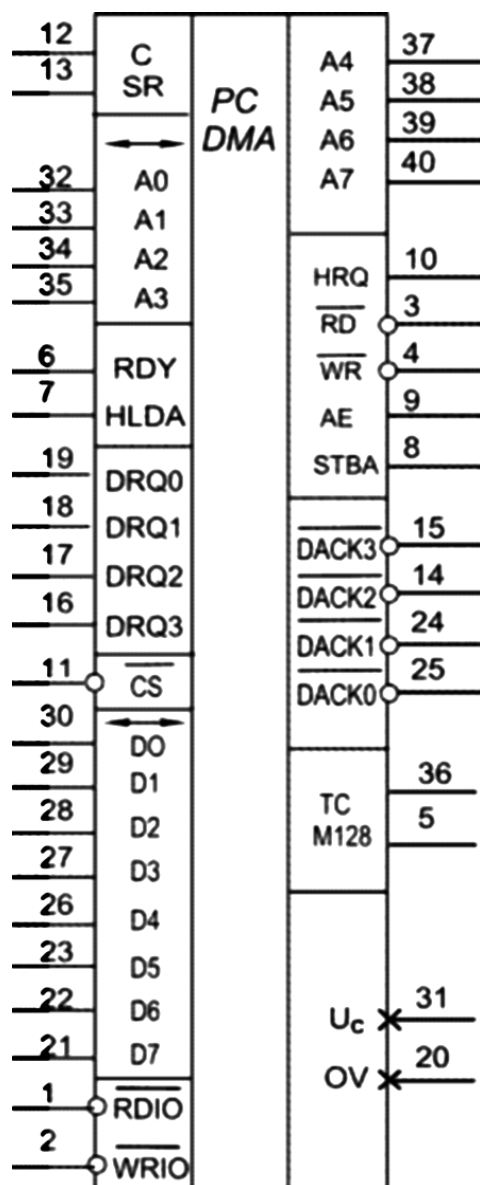 12 C
13 SR
32 A0
33 A1
34 A2
35 A3
6 RDY
7 HLDA
19 DRQ0
18 DRQ1
17 DRQ2
16 DRQ3
11 CS
30 DO
29 D1
28 D2
27 D3
26 D4
23 D5
22 D6
21 D7
1 RDIO
2 WRIO
PC
DMA
A4 37
A5 38
A6 39
A7 40
HRQ 10
RD 3
WR 4
AE 9
STBA 8
DACK3 15
DACK2 14
DACK1 24
DACK0 25
TC 36
M128 5
Uc 31
OV 20